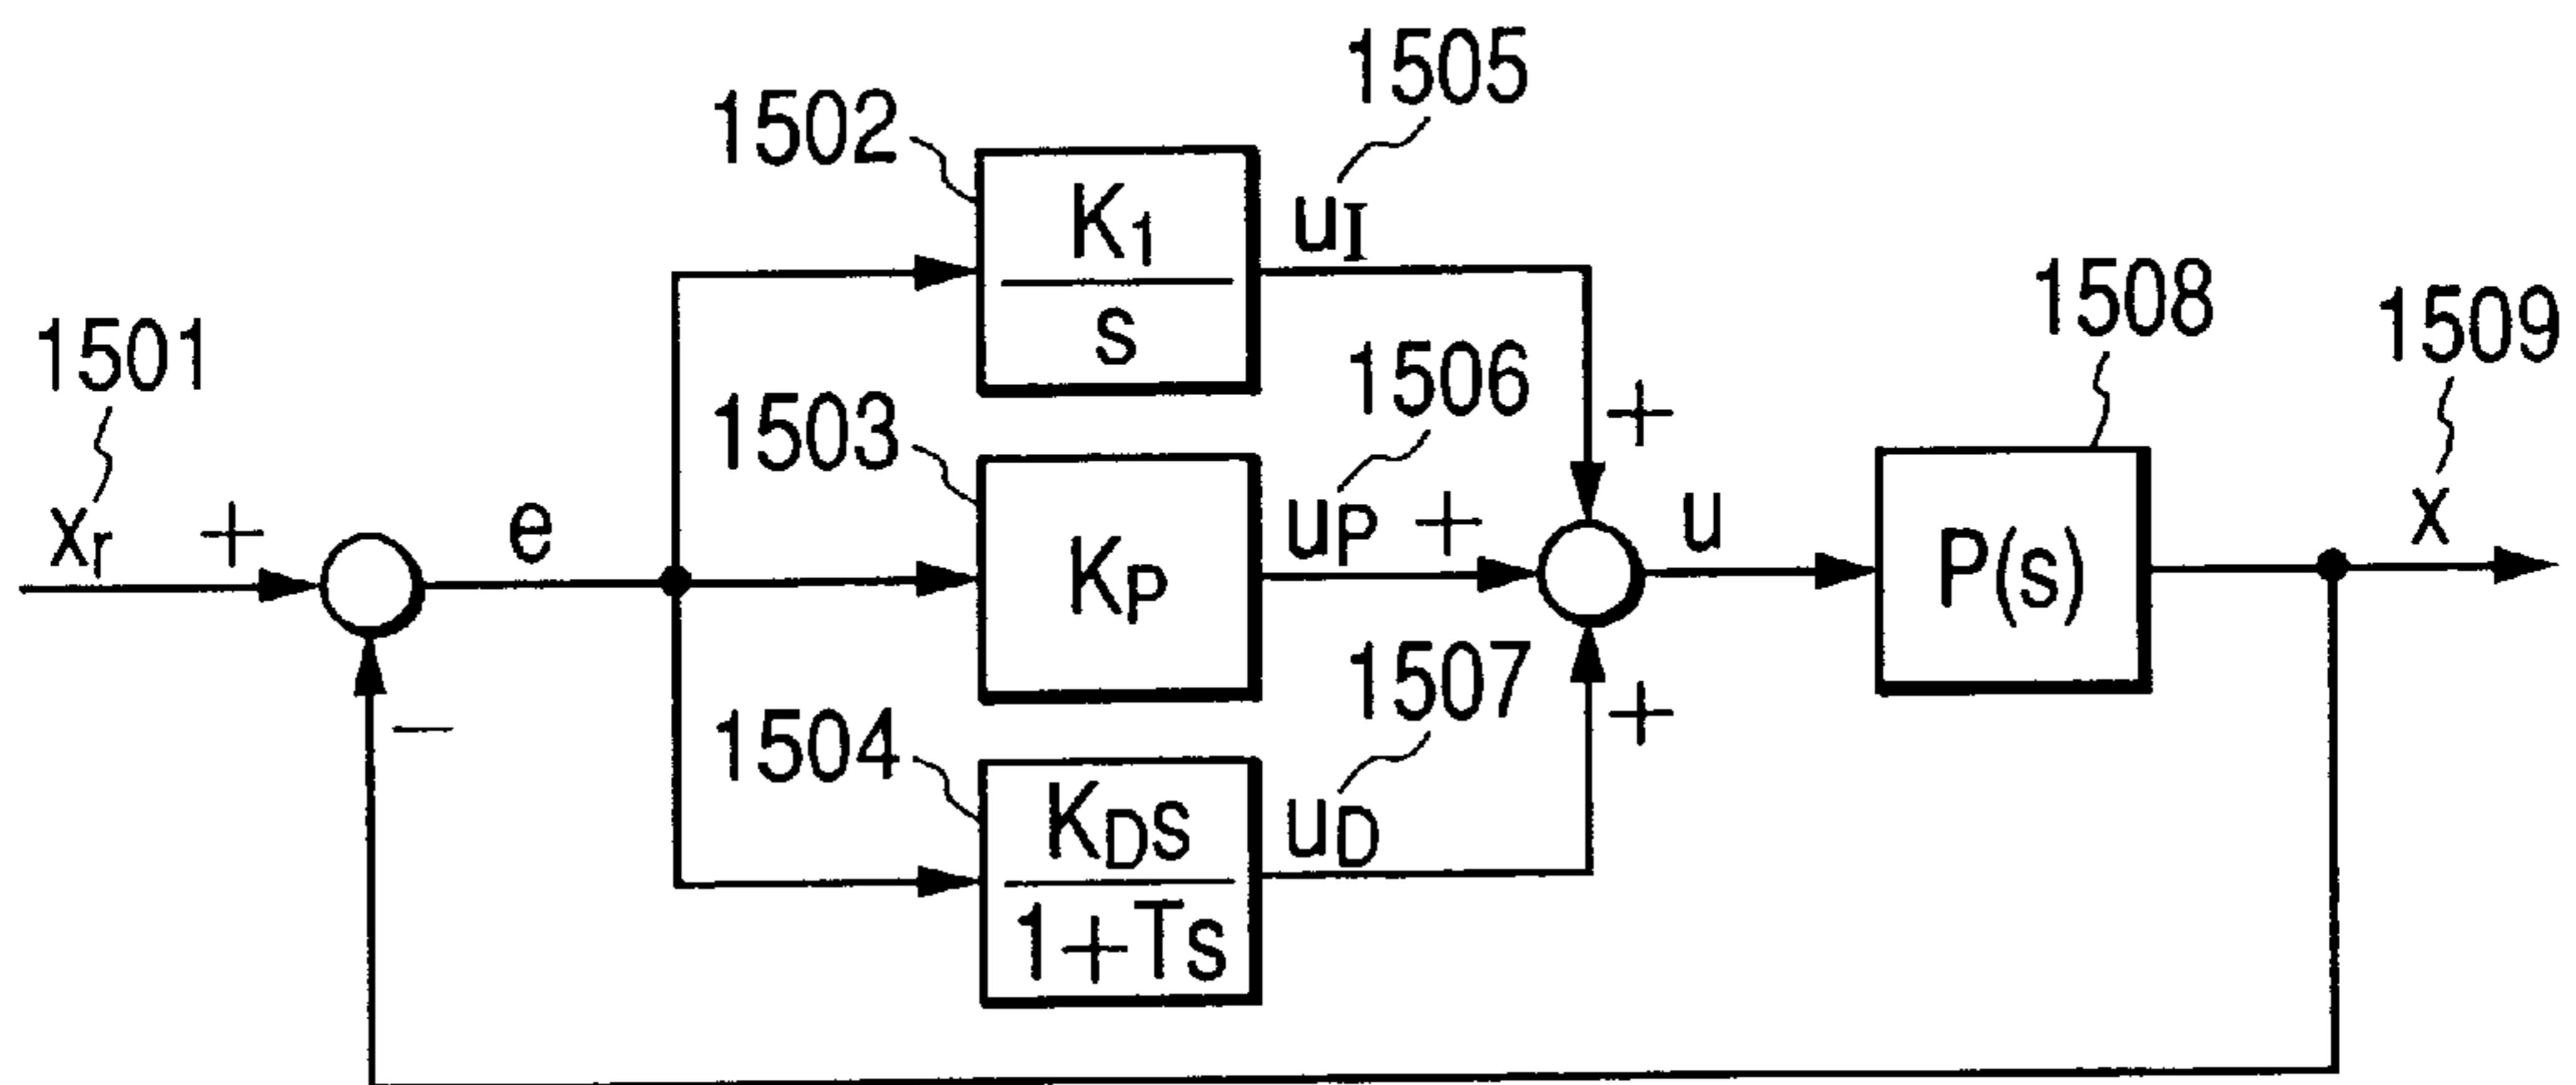 1505
1502
K1
uI
s
1508
1509
1501
1506
+
1503
xr
+
e
KP
uP
+
u
P(s)
x
1507
−
+
1504
KDs
uD
1+Ts